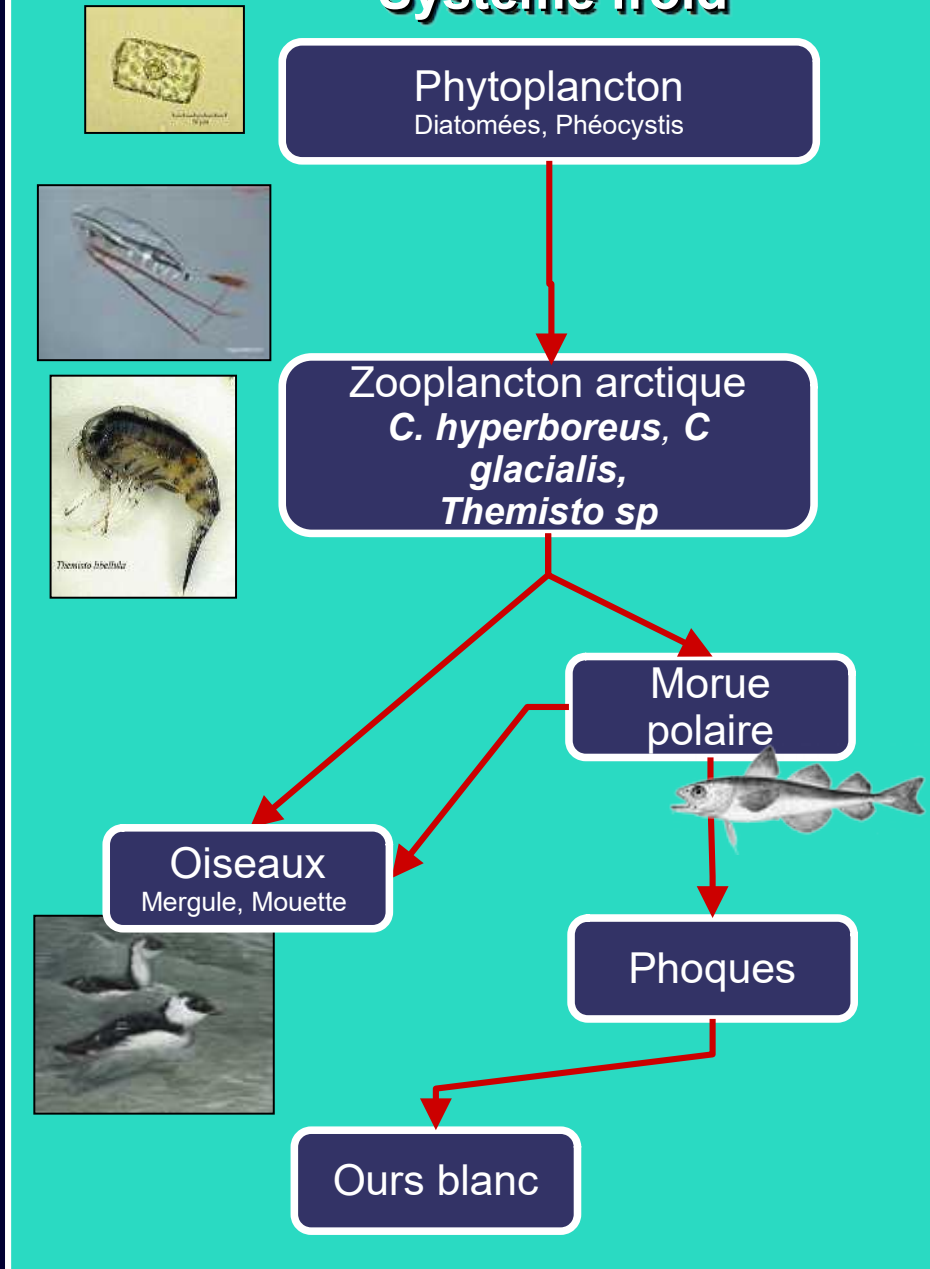 Système froid
Phytoplancton
Diatomées, Phéocystis
Zooplancton arctique
C. hyperboreus, C
glacialis,
Themisto sp
Themisto libellula
Morue
polaire
Oiseaux
Mergule, Mouette
Phoques
Ours blanc